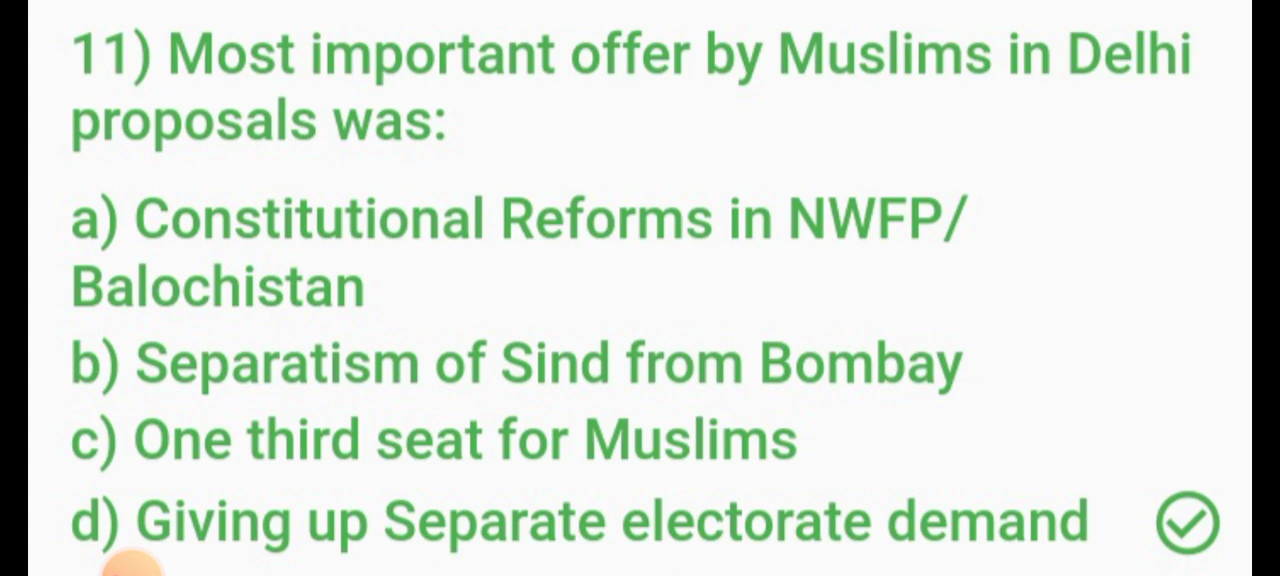 11) Most important offer by Muslims in Delhi
proposals was:
a) Constitutional Reforms in NWFP/
Balochistan
b) Separatism of Sind from Bombay
c) One third seat for Muslims
d) Giving up Separate electorate demand